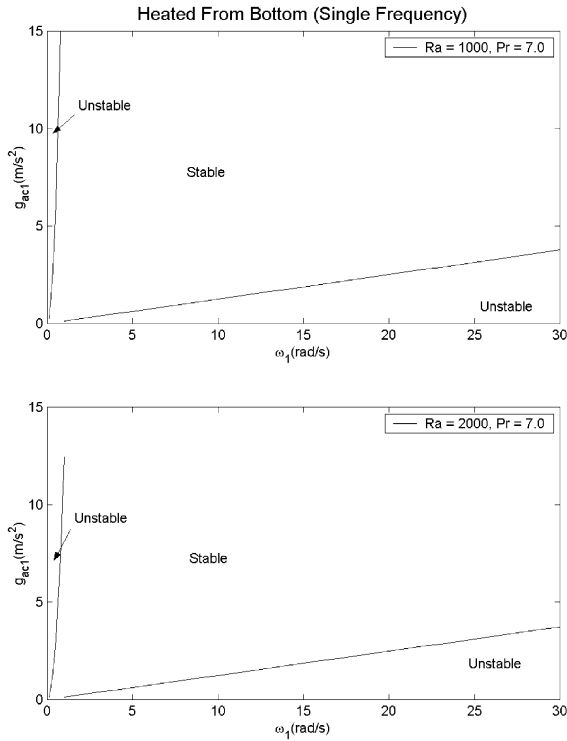 Heated From Bottom (Single Frequency)
15
Ra = 1000, Pr = 7.0
Unstable
10
Stable
g_ac1(m/s^2)
5
Unstable
0
0 5 10 15 20 25 30
ω_1(rad/s)
15
Ra = 2000, Pr = 7.0
10
Unstable
Stable
g_ac1(m/s^2)
5
Unstable
0
0 5 10 15 20 25 30
ω_1(rad/s)